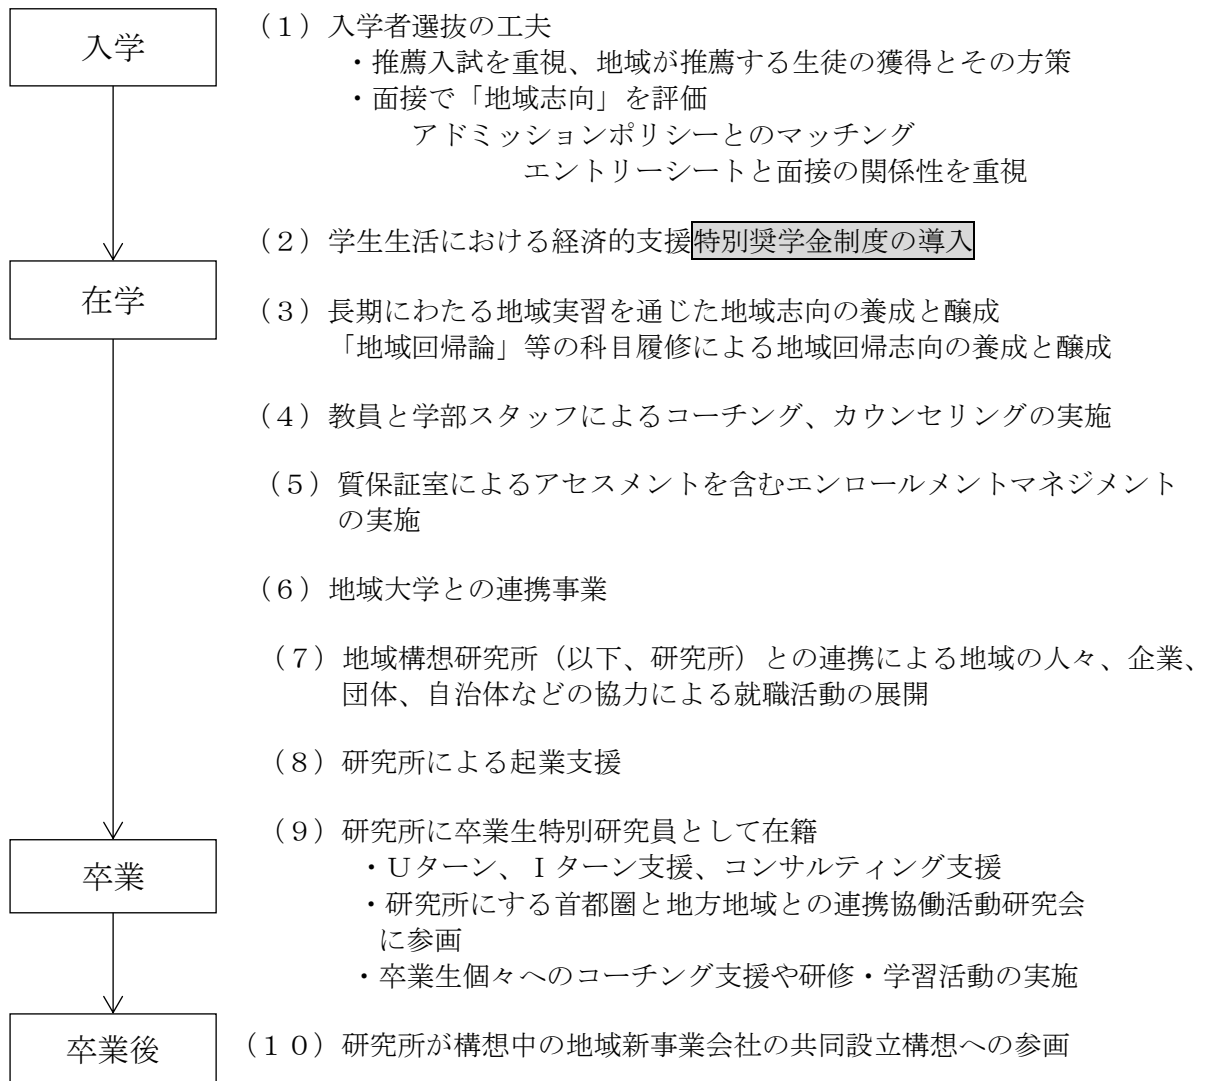 入学
（１）入学者選抜の工夫
・推薦入試を重視、地域が推薦する生徒の獲得とその方策
・面接で「地域志向」を評価
アドミッションポリシーとのマッチング
エントリーシートと面接の関係性を重視
（２）学生生活における経済的支援特別奨学金制度の導入
在学
（３）長期にわたる地域実習を通じた地域志向の養成と醸成
「地域回帰論」等の科目履修による地域回帰志向の養成と醸成
（４）教員と学部スタッフによるコーチング、カウンセリングの実施
（５）質保証室によるアセスメントを含むエンロールメントマネジメント
の実施
（６）地域大学との連携事業
（７）地域構想研究所（以下、研究所）との連携による地域の人々、企業、
団体、自治体などの協力による就職活動の展開
（８）研究所による起業支援
（９）研究所に卒業生特別研究員として在籍
卒業
・Ｕターン、Ｉターン支援、コンサルティング支援
・研究所にする首都圏と地方地域との連携協働活動研究会
に参画
・卒業生個々へのコーチング支援や研修・学習活動の実施
卒業後
（１０）研究所が構想中の地域新事業会社の共同設立構想への参画